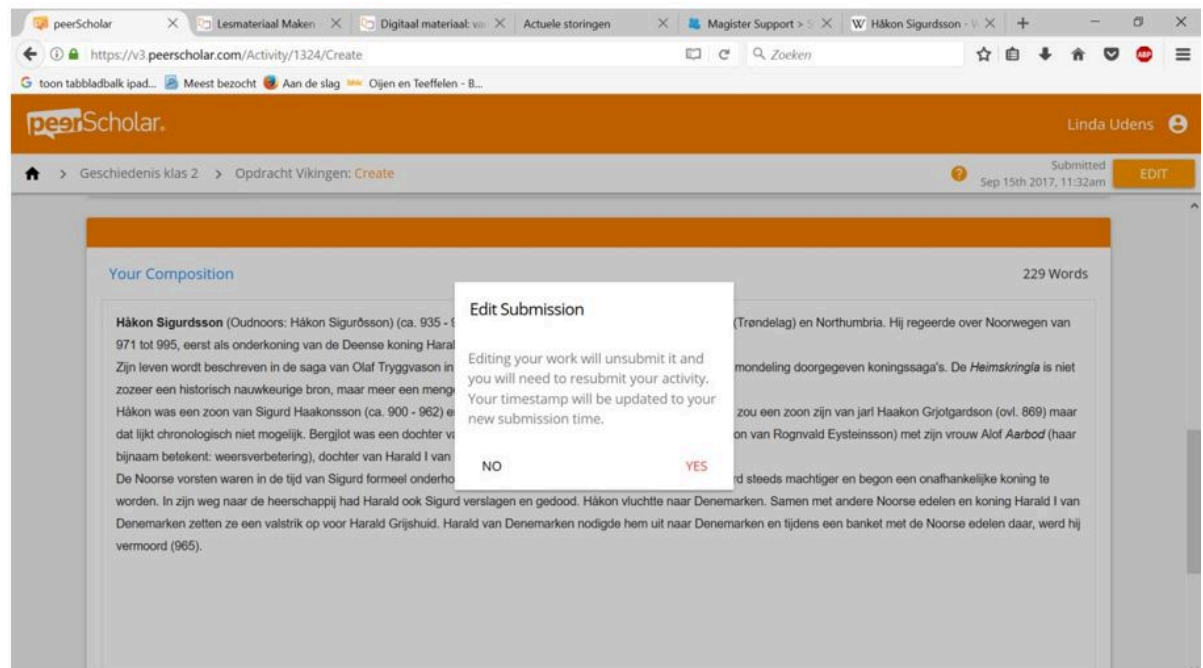 peerScholar
Lesmateriaal Maken
Digitaal materiaal: va
Actuele storingen
Magister Support > S
W Håkon Sigurdsson - W
https://v3.peerscholar.com/Activity/1324/Create
Zoeken
ABP
G toon tabbladbalk ipad... Meest bezocht Aan de slag Oijen en Teeffelen - B...
peerScholar.
Linda Udens
> Geschiedenis klas 2 > Opdracht Vikingen: Create
?
Submitted
Sep 15th 2017, 11:32am
EDIT
Your Composition
229 Words
Håkon Sigurdsson (Oudnoors: Hákon Sigurðsson) (ca. 935 - 9 (Trøndelag) en Northumbria. Hij regeerde over Noorwegen van
971 tot 995, eerst als onderkoning van de Deense koning Haral
Zijn leven wordt beschreven in de saga van Olaf Tryggvason in mondeling doorgegeven koningssaga's. De Heimskringla is niet
zozeer een historisch nauwkeurige bron, maar meer een menge
Håkon was een zoon van Sigurd Haakonsson (ca. 900 - 962) e zou een zoon zijn van jarl Haakon Grjotgardson (ovl. 869) maar
dat lijkt chronologisch niet mogelijk. Bergljot was een dochter va on van Rognvald Eysteinsson) met zijn vrouw Alof Aarbod (haar
bijnaam betekent: weersverbetering), dochter van Harald I van
De Noorse vorsten waren in de tijd van Sigurd formeel onderho rd steeds machtiger en begon een onafhankelijke koning te
worden. In zijn weg naar de heerschappij had Harald ook Sigurd verslagen en gedood. Håkon vluchtte naar Denemarken. Samen met andere Noorse edelen en koning Harald I van
Denemarken zetten ze een valstrik op voor Harald Grijshuid. Harald van Denemarken nodigde hem uit naar Denemarken en tijdens een banket met de Noorse edelen daar, werd hij
vermoord (965).
Edit Submission
Editing your work will unsubmit it and
you will need to resubmit your activity.
Your timestamp will be updated to your
new submission time.
NO
YES